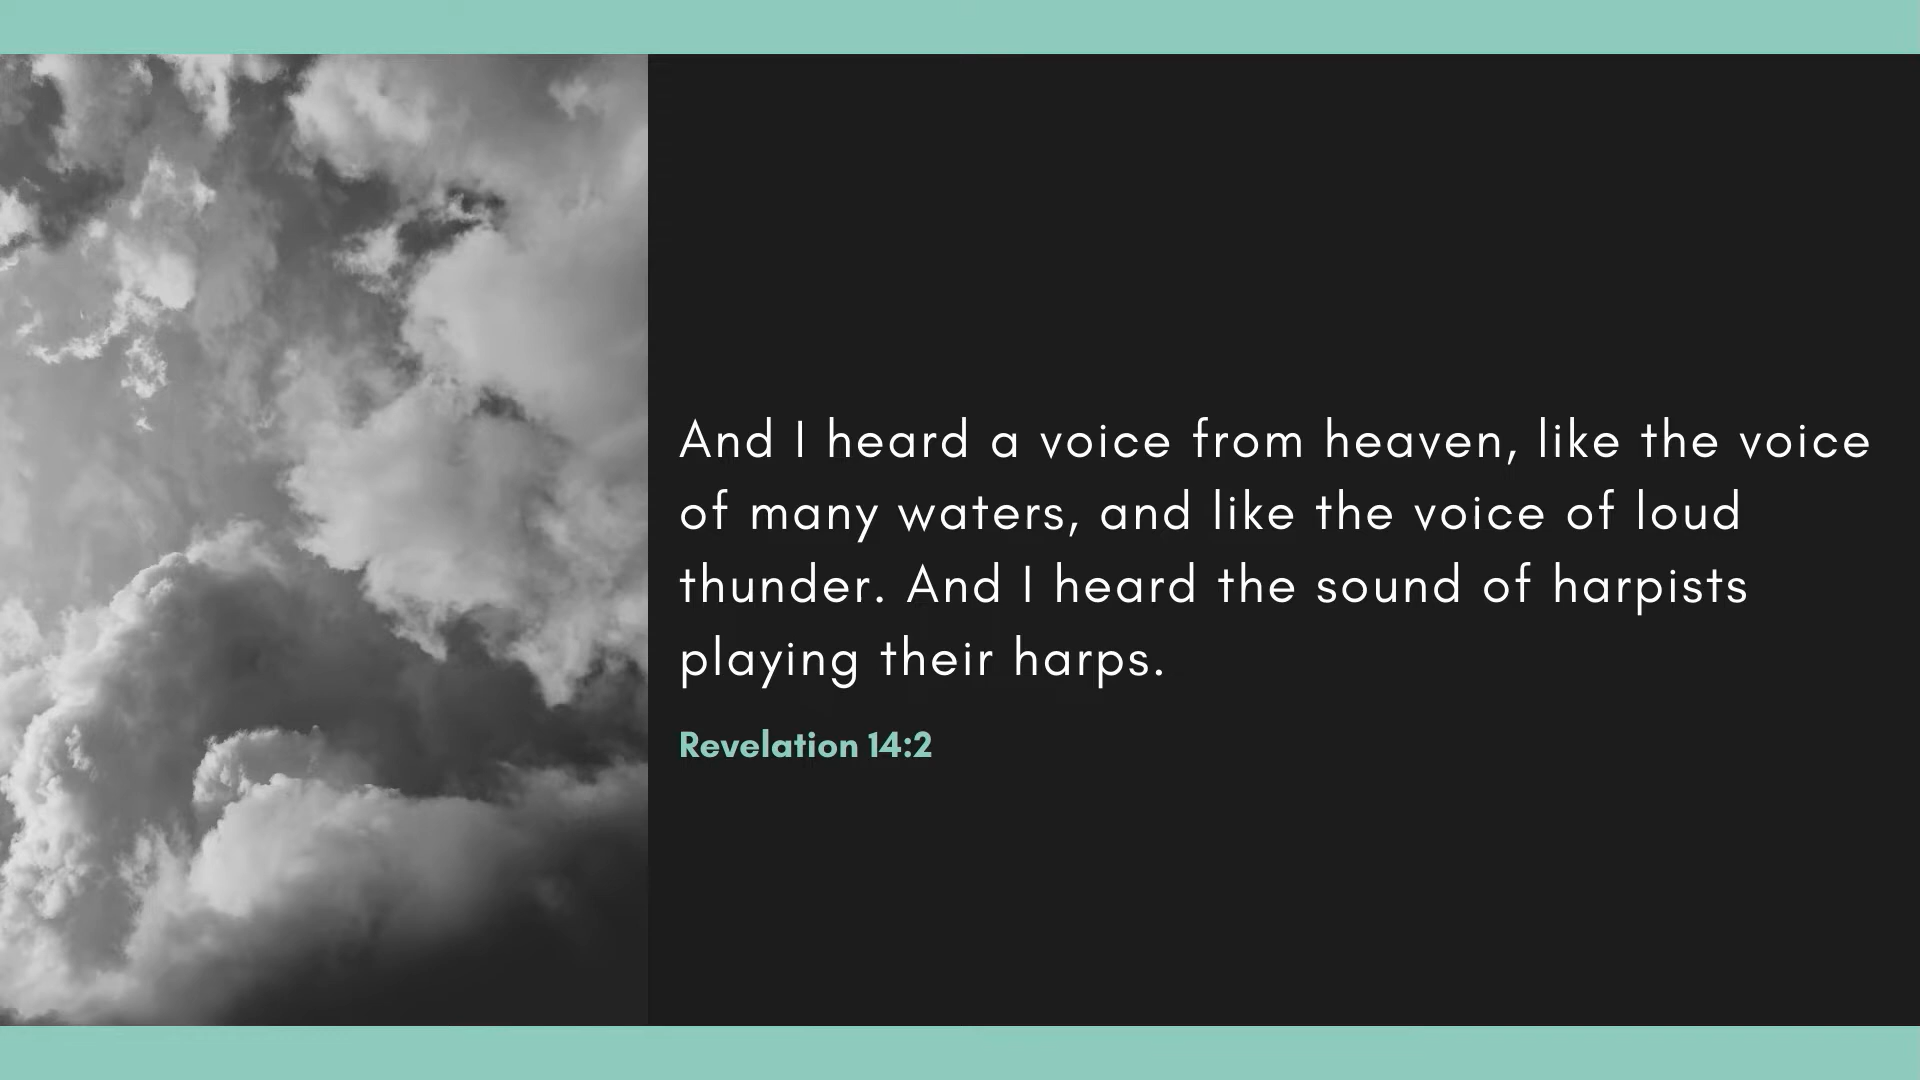 And I heard a voice from heaven, like the voice
of many waters, and like the voice of loud
thunder. And I heard the sound of harpists
playing their harps.
Revelation 14:2